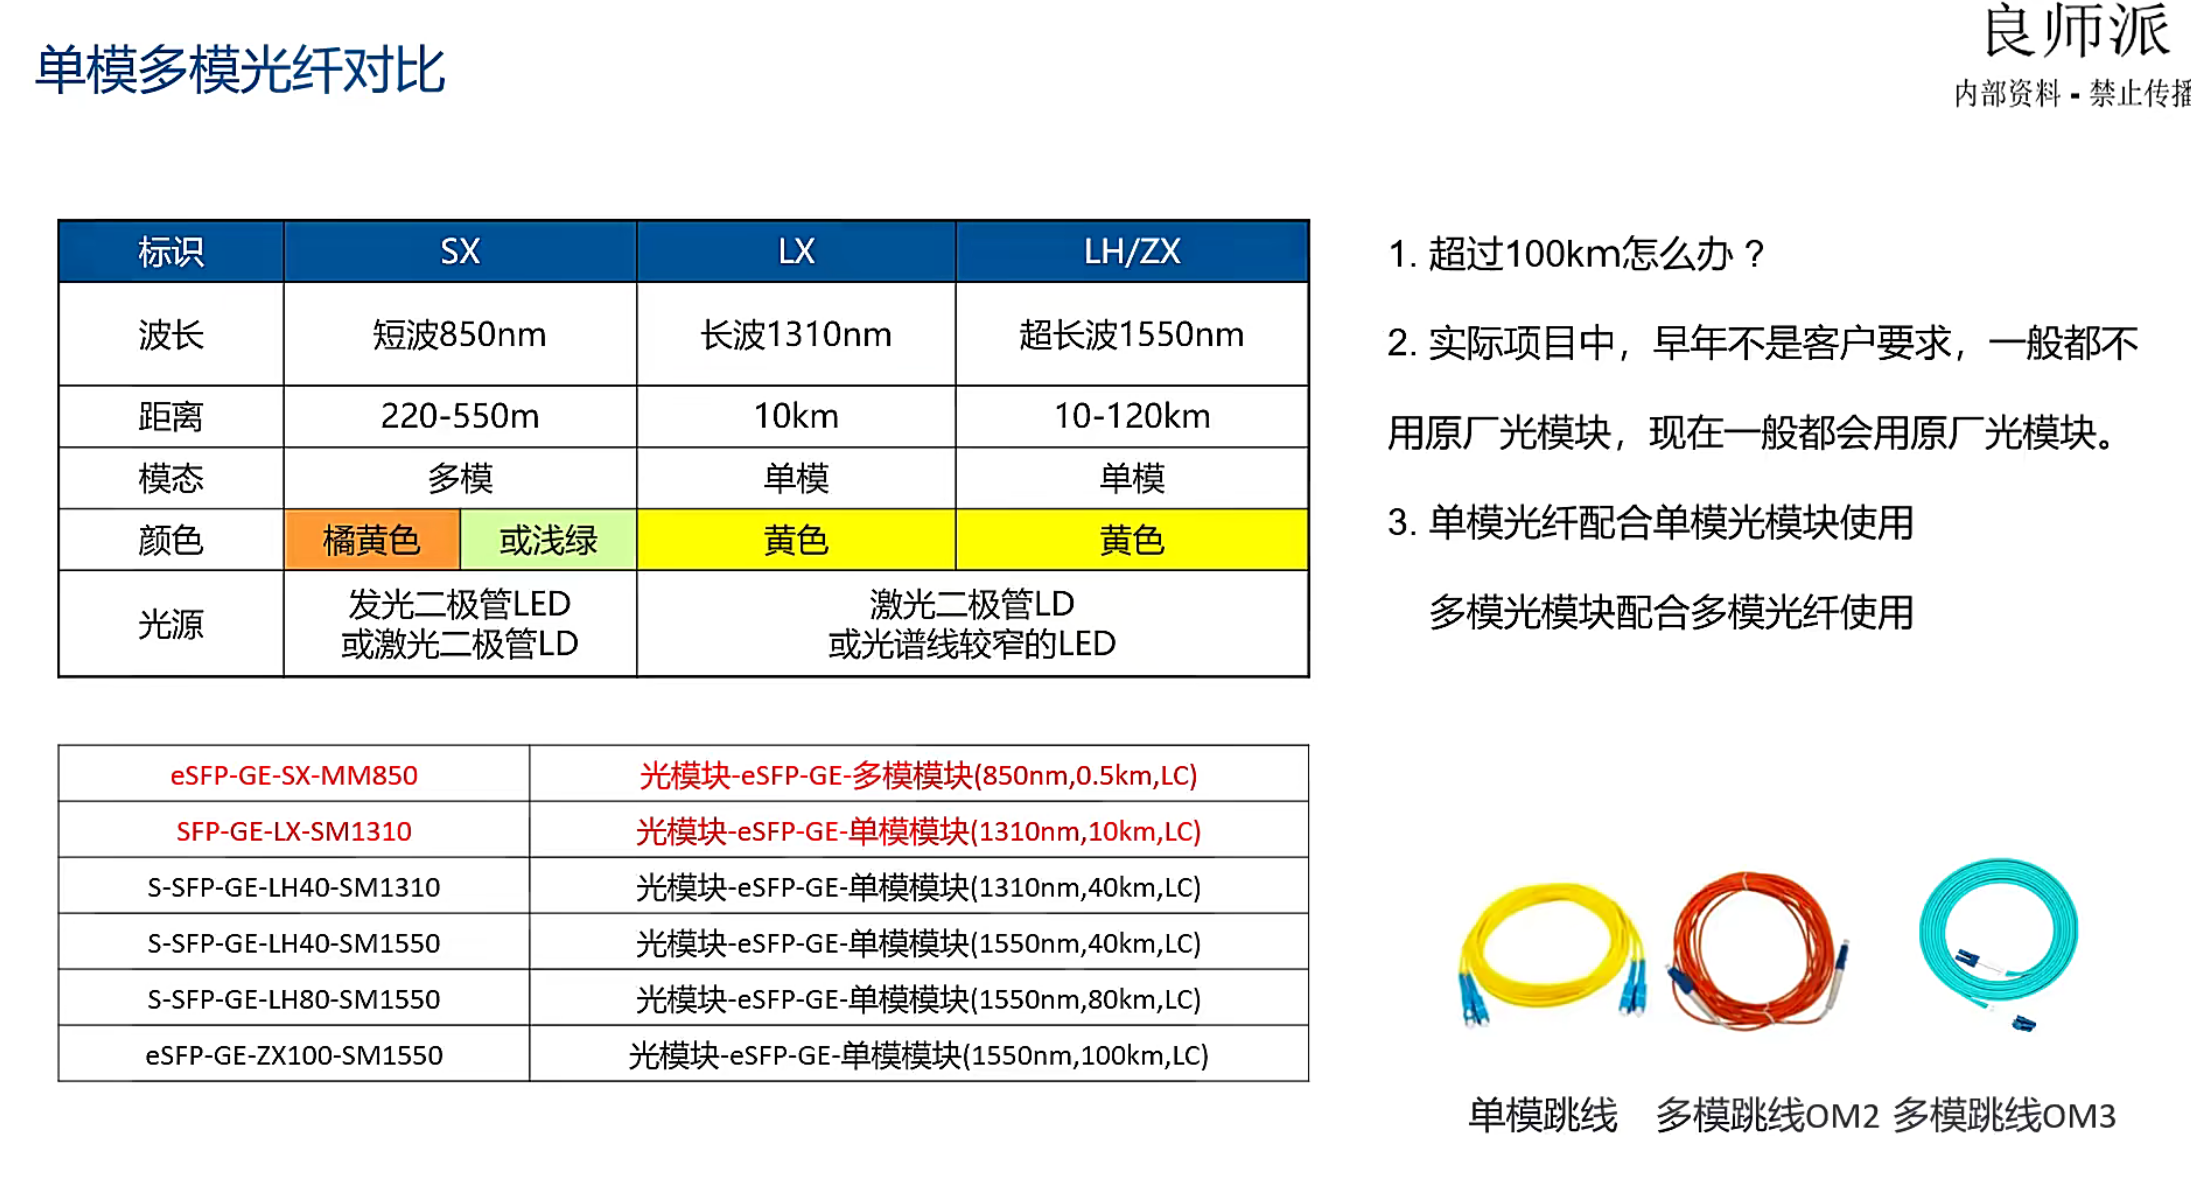 单模多模光纤对比
良师派
内部资料 - 禁止传播
标识 SX LX LH/ZX
波长 短波850nm 长波1310nm 超长波1550nm
距离 220-550m 10km 10-120km
模态 多模 单模 单模
颜色 橘黄色 或浅绿 黄色 黄色
光源 发光二极管LED 激光二极管LD
或激光二极管LD 或光谱线较窄的LED
1. 超过100km怎么办？
2. 实际项目中，早年不是客户要求，一般都不
用原厂光模块，现在一般都会用原厂光模块。
3. 单模光纤配合单模光模块使用
多模光模块配合多模光纤使用
eSFP-GE-SX-MM850 光模块-eSFP-GE-多模模块(850nm,0.5km,LC)
SFP-GE-LX-SM1310 光模块-eSFP-GE-单模模块(1310nm,10km,LC)
S-SFP-GE-LH40-SM1310 光模块-eSFP-GE-单模模块(1310nm,40km,LC)
S-SFP-GE-LH40-SM1550 光模块-eSFP-GE-单模模块(1550nm,40km,LC)
S-SFP-GE-LH80-SM1550 光模块-eSFP-GE-单模模块(1550nm,80km,LC)
eSFP-GE-ZX100-SM1550 光模块-eSFP-GE-单模模块(1550nm,100km,LC)
单模跳线 多模跳线OM2 多模跳线OM3